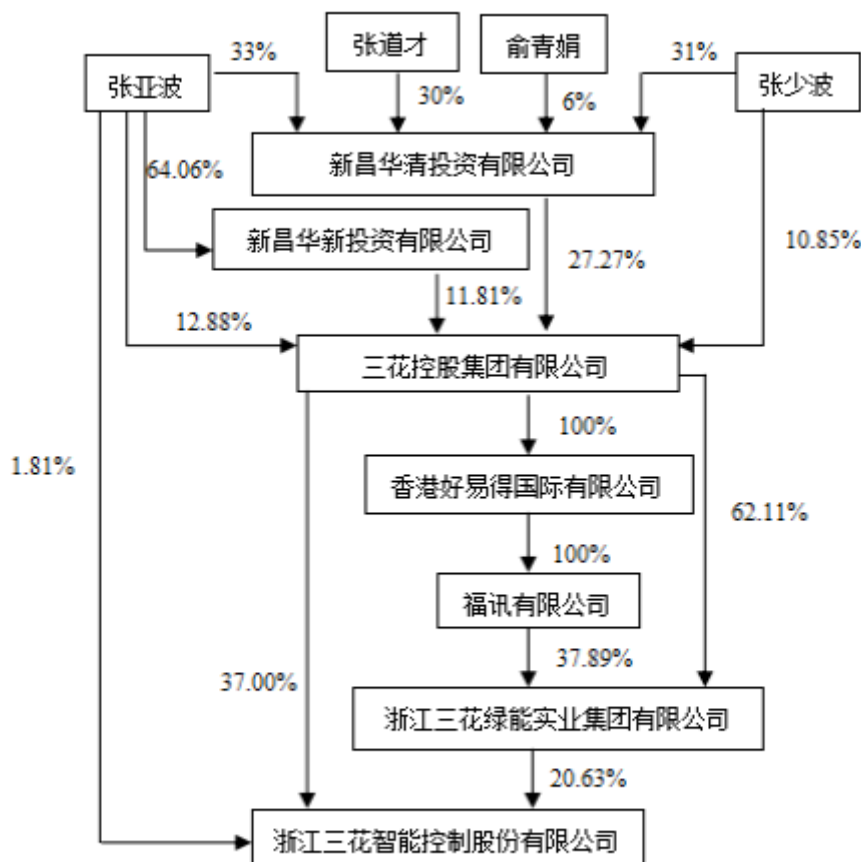 张道才
俞青娟
33%
31%
张亚波
张少波
30%
6%
新昌华清投资有限公司
64.06%
新昌华新投资有限公司
27.27%
10.85%
11.81%
12.88%
三花控股集团有限公司
100%
1.81%
香港好易得国际有限公司
62.11%
100%
福讯有限公司
37.89%
37.00%
浙江三花绿能实业集团有限公司
20.63%
浙江三花智能控制股份有限公司